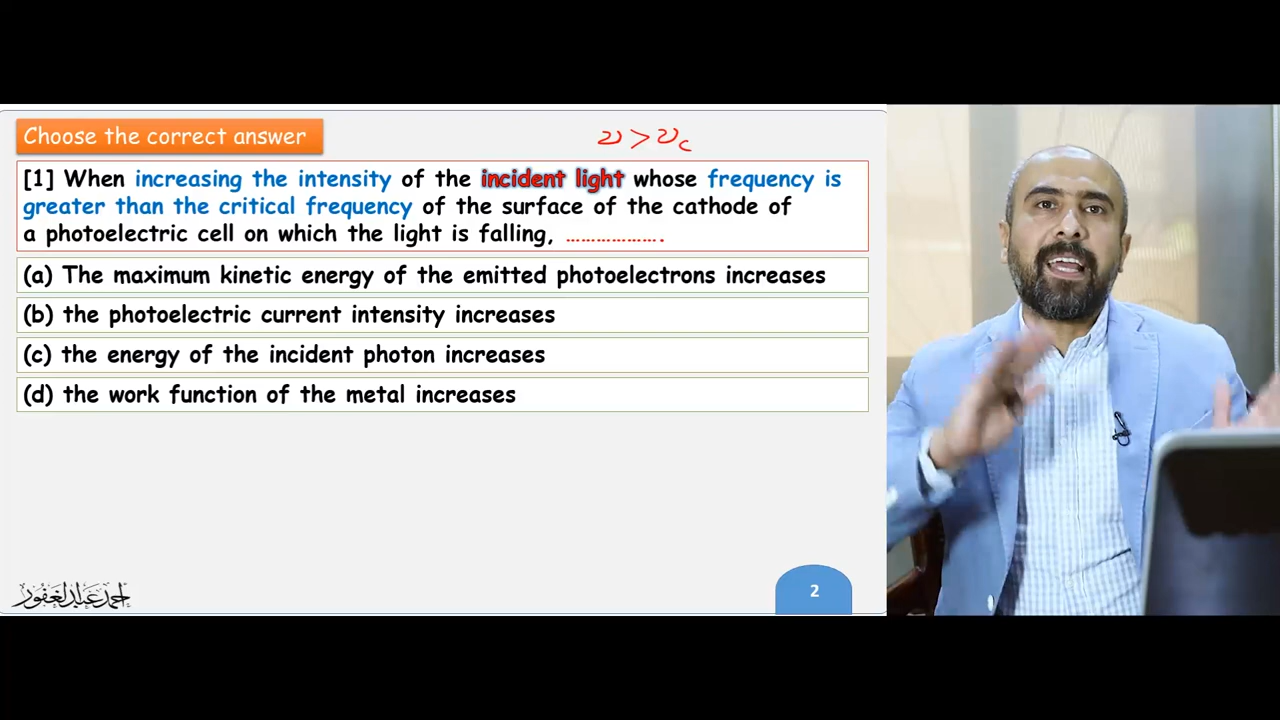 Choose the correct answer
υ > υc
[1] When increasing the intensity of the incident light whose frequency is
greater than the critical frequency of the surface of the cathode of
a photoelectric cell on which the light is falling, ………………….
(a) The maximum kinetic energy of the emitted photoelectrons increases
(b) the photoelectric current intensity increases
(c) the energy of the incident photon increases
(d) the work function of the metal increases
احمد عبد الغفور
2